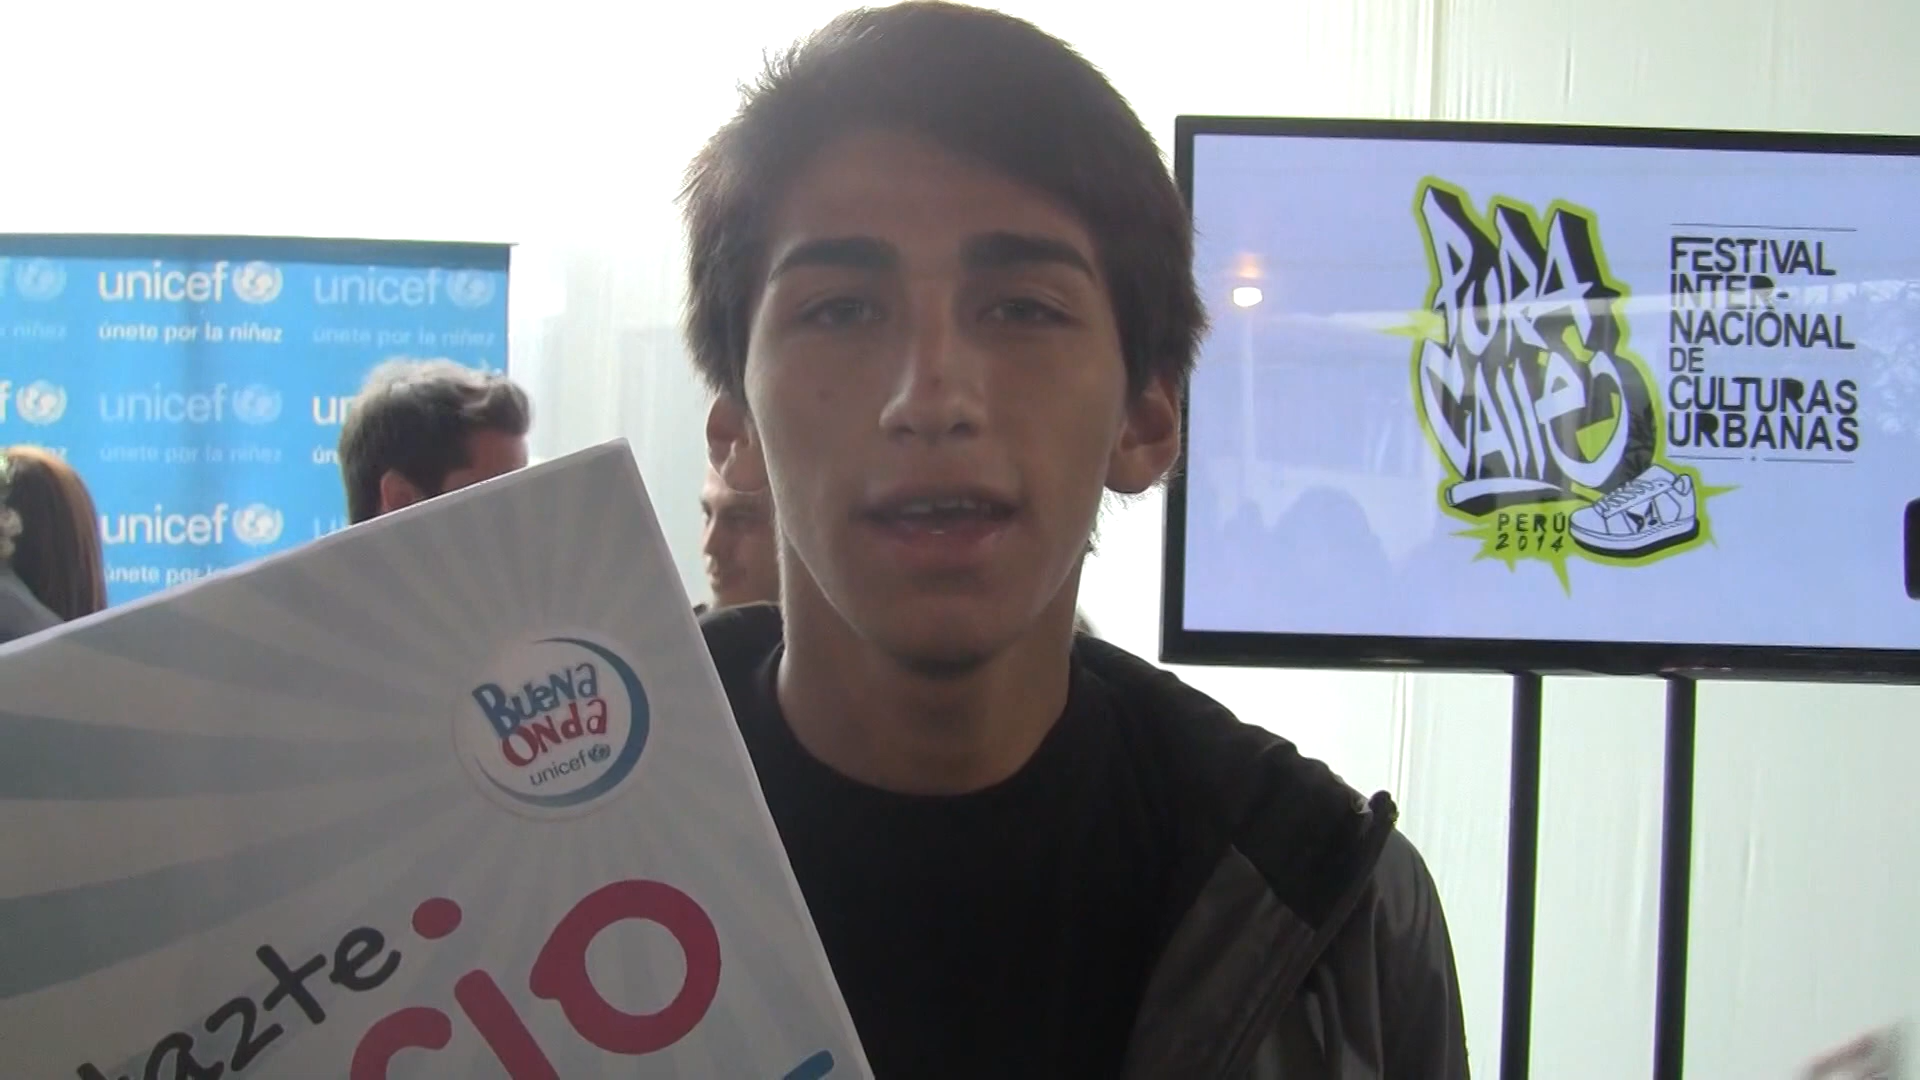 unicef
unicef
únete por la niñez
únete por la niñez
unicef
únete por la niñez
unicef
BUENA
ONDA
unicef
hazte
cio
PURA
CALLE
PERÚ
2014
FESTIVAL
INTER-
NACIONAL
DE
CULTURAS
URBANAS